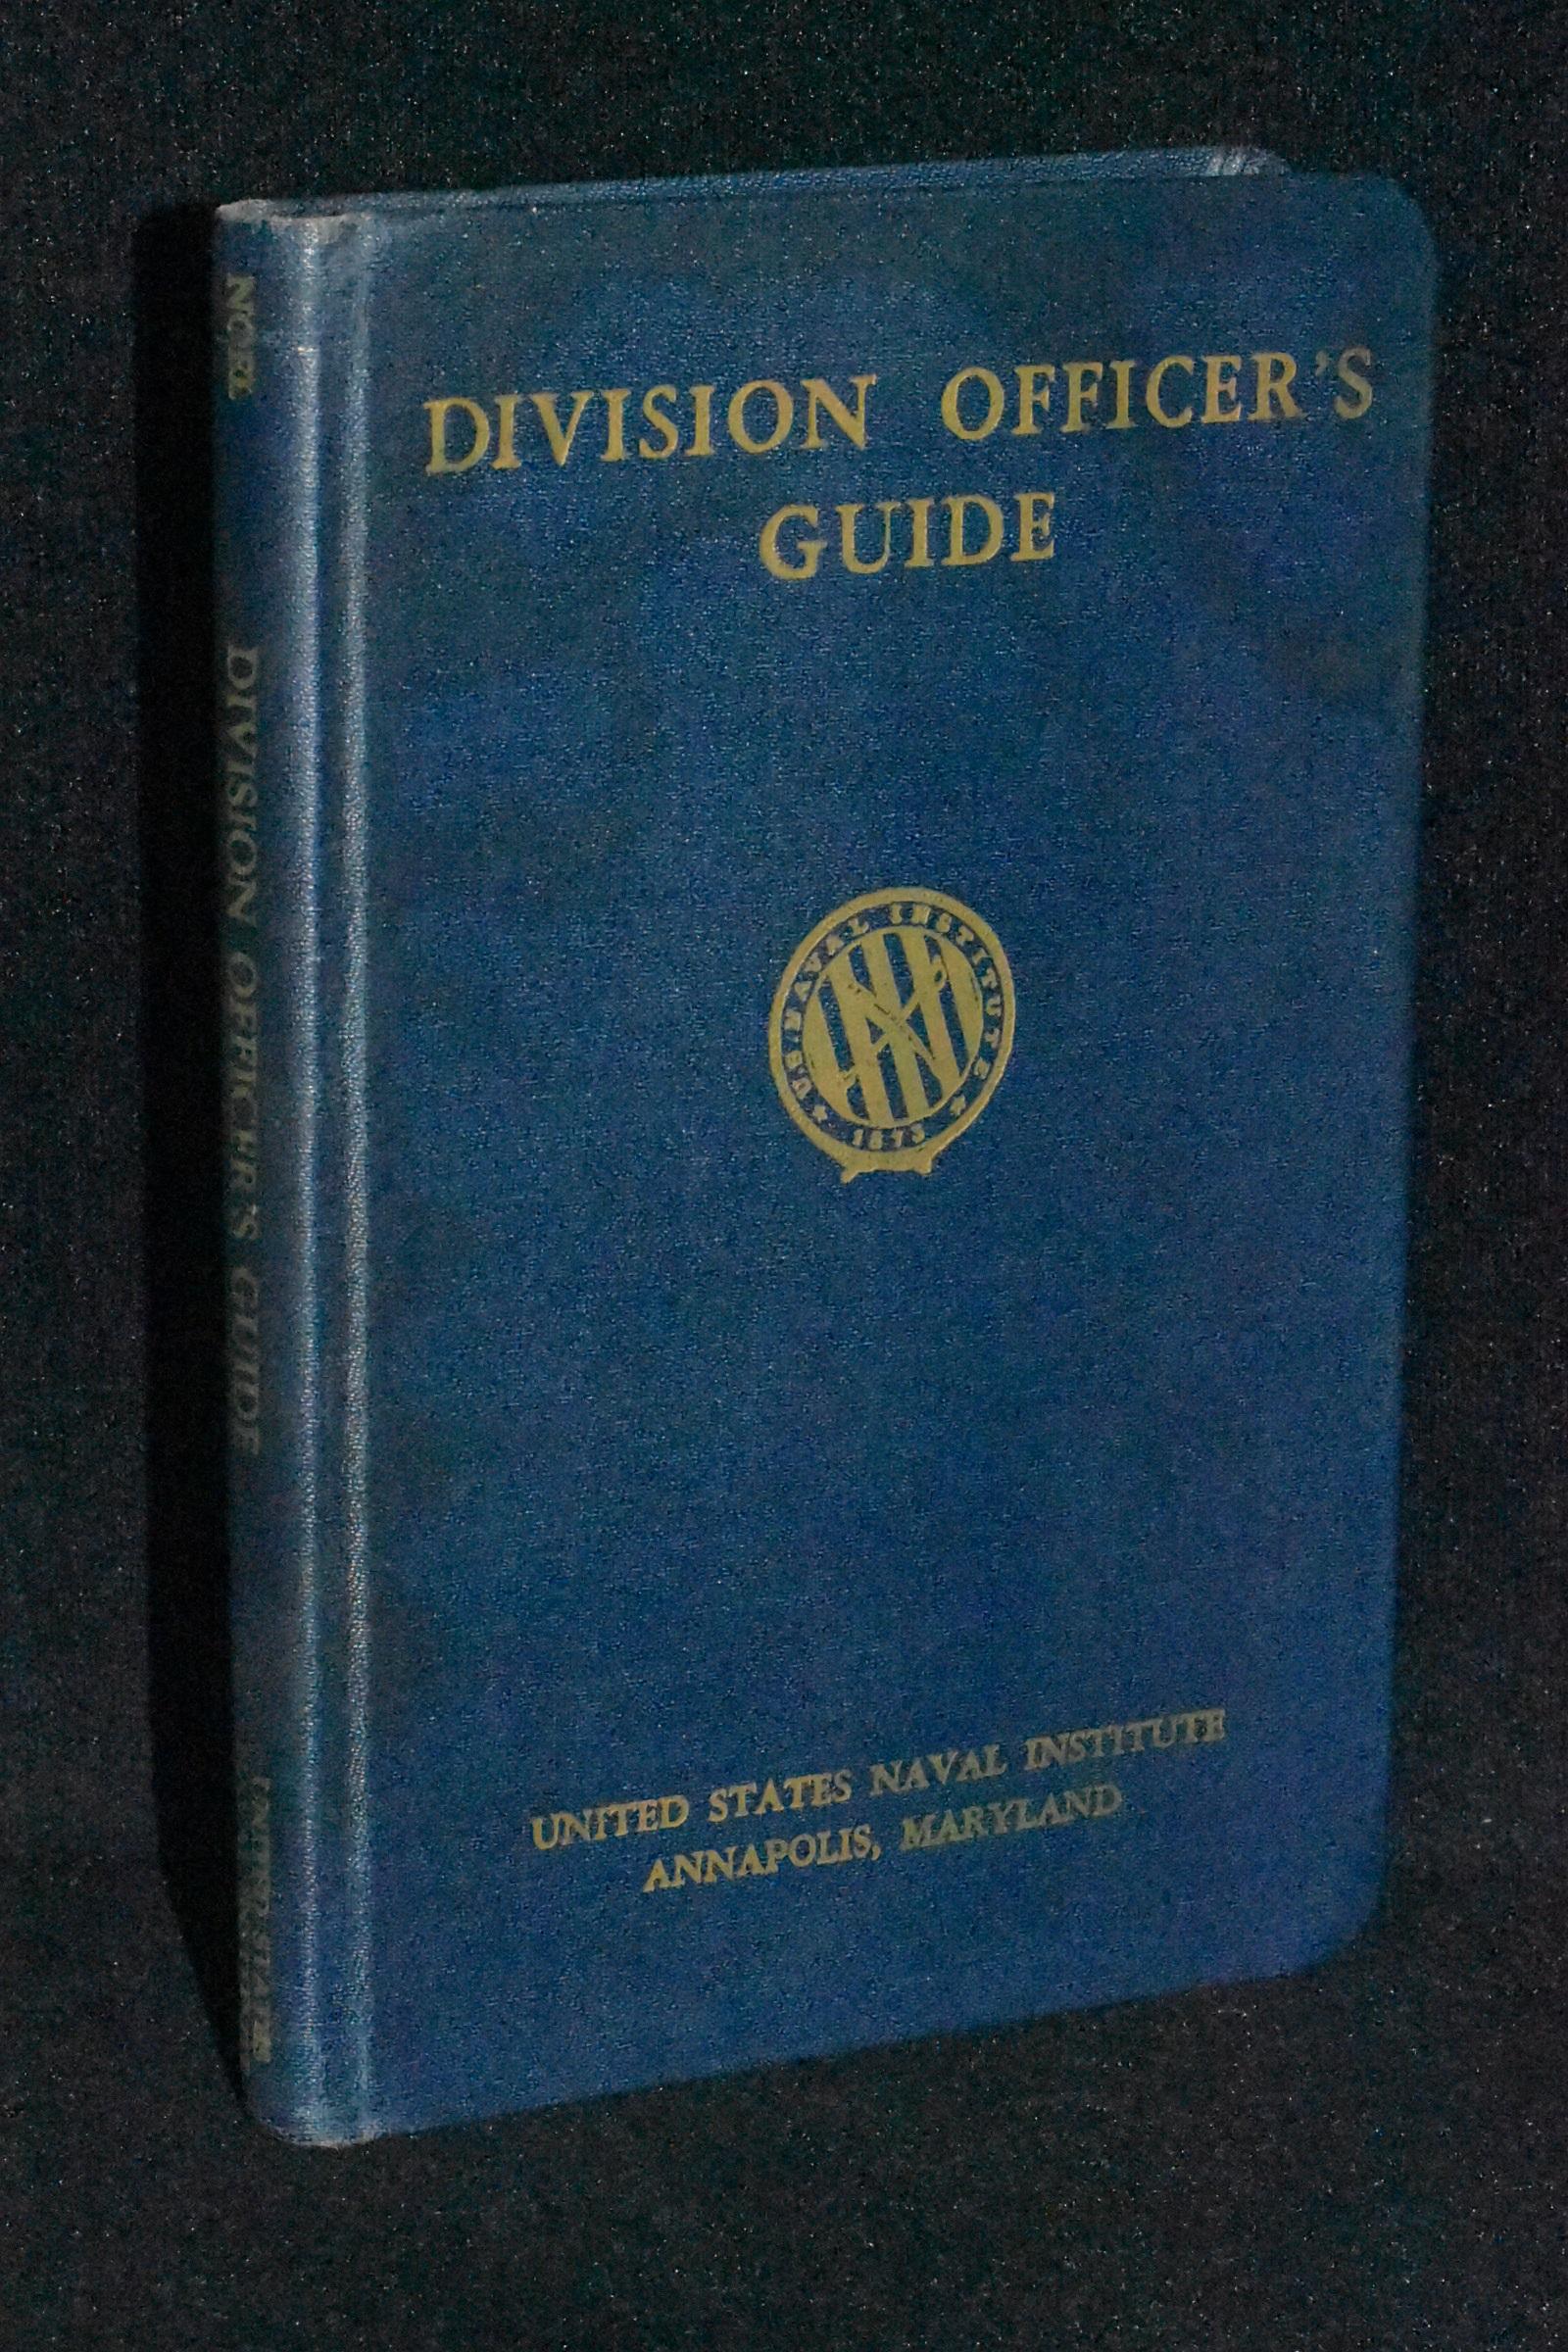 DIVISION OFFICER'S
GUIDE
U.S. NAVAL INSTITUTE
1873
UNITED STATES NAVAL INSTITUTE
ANNAPOLIS, MARYLAND
NOEL
DIVISION OFFICER'S GUIDE